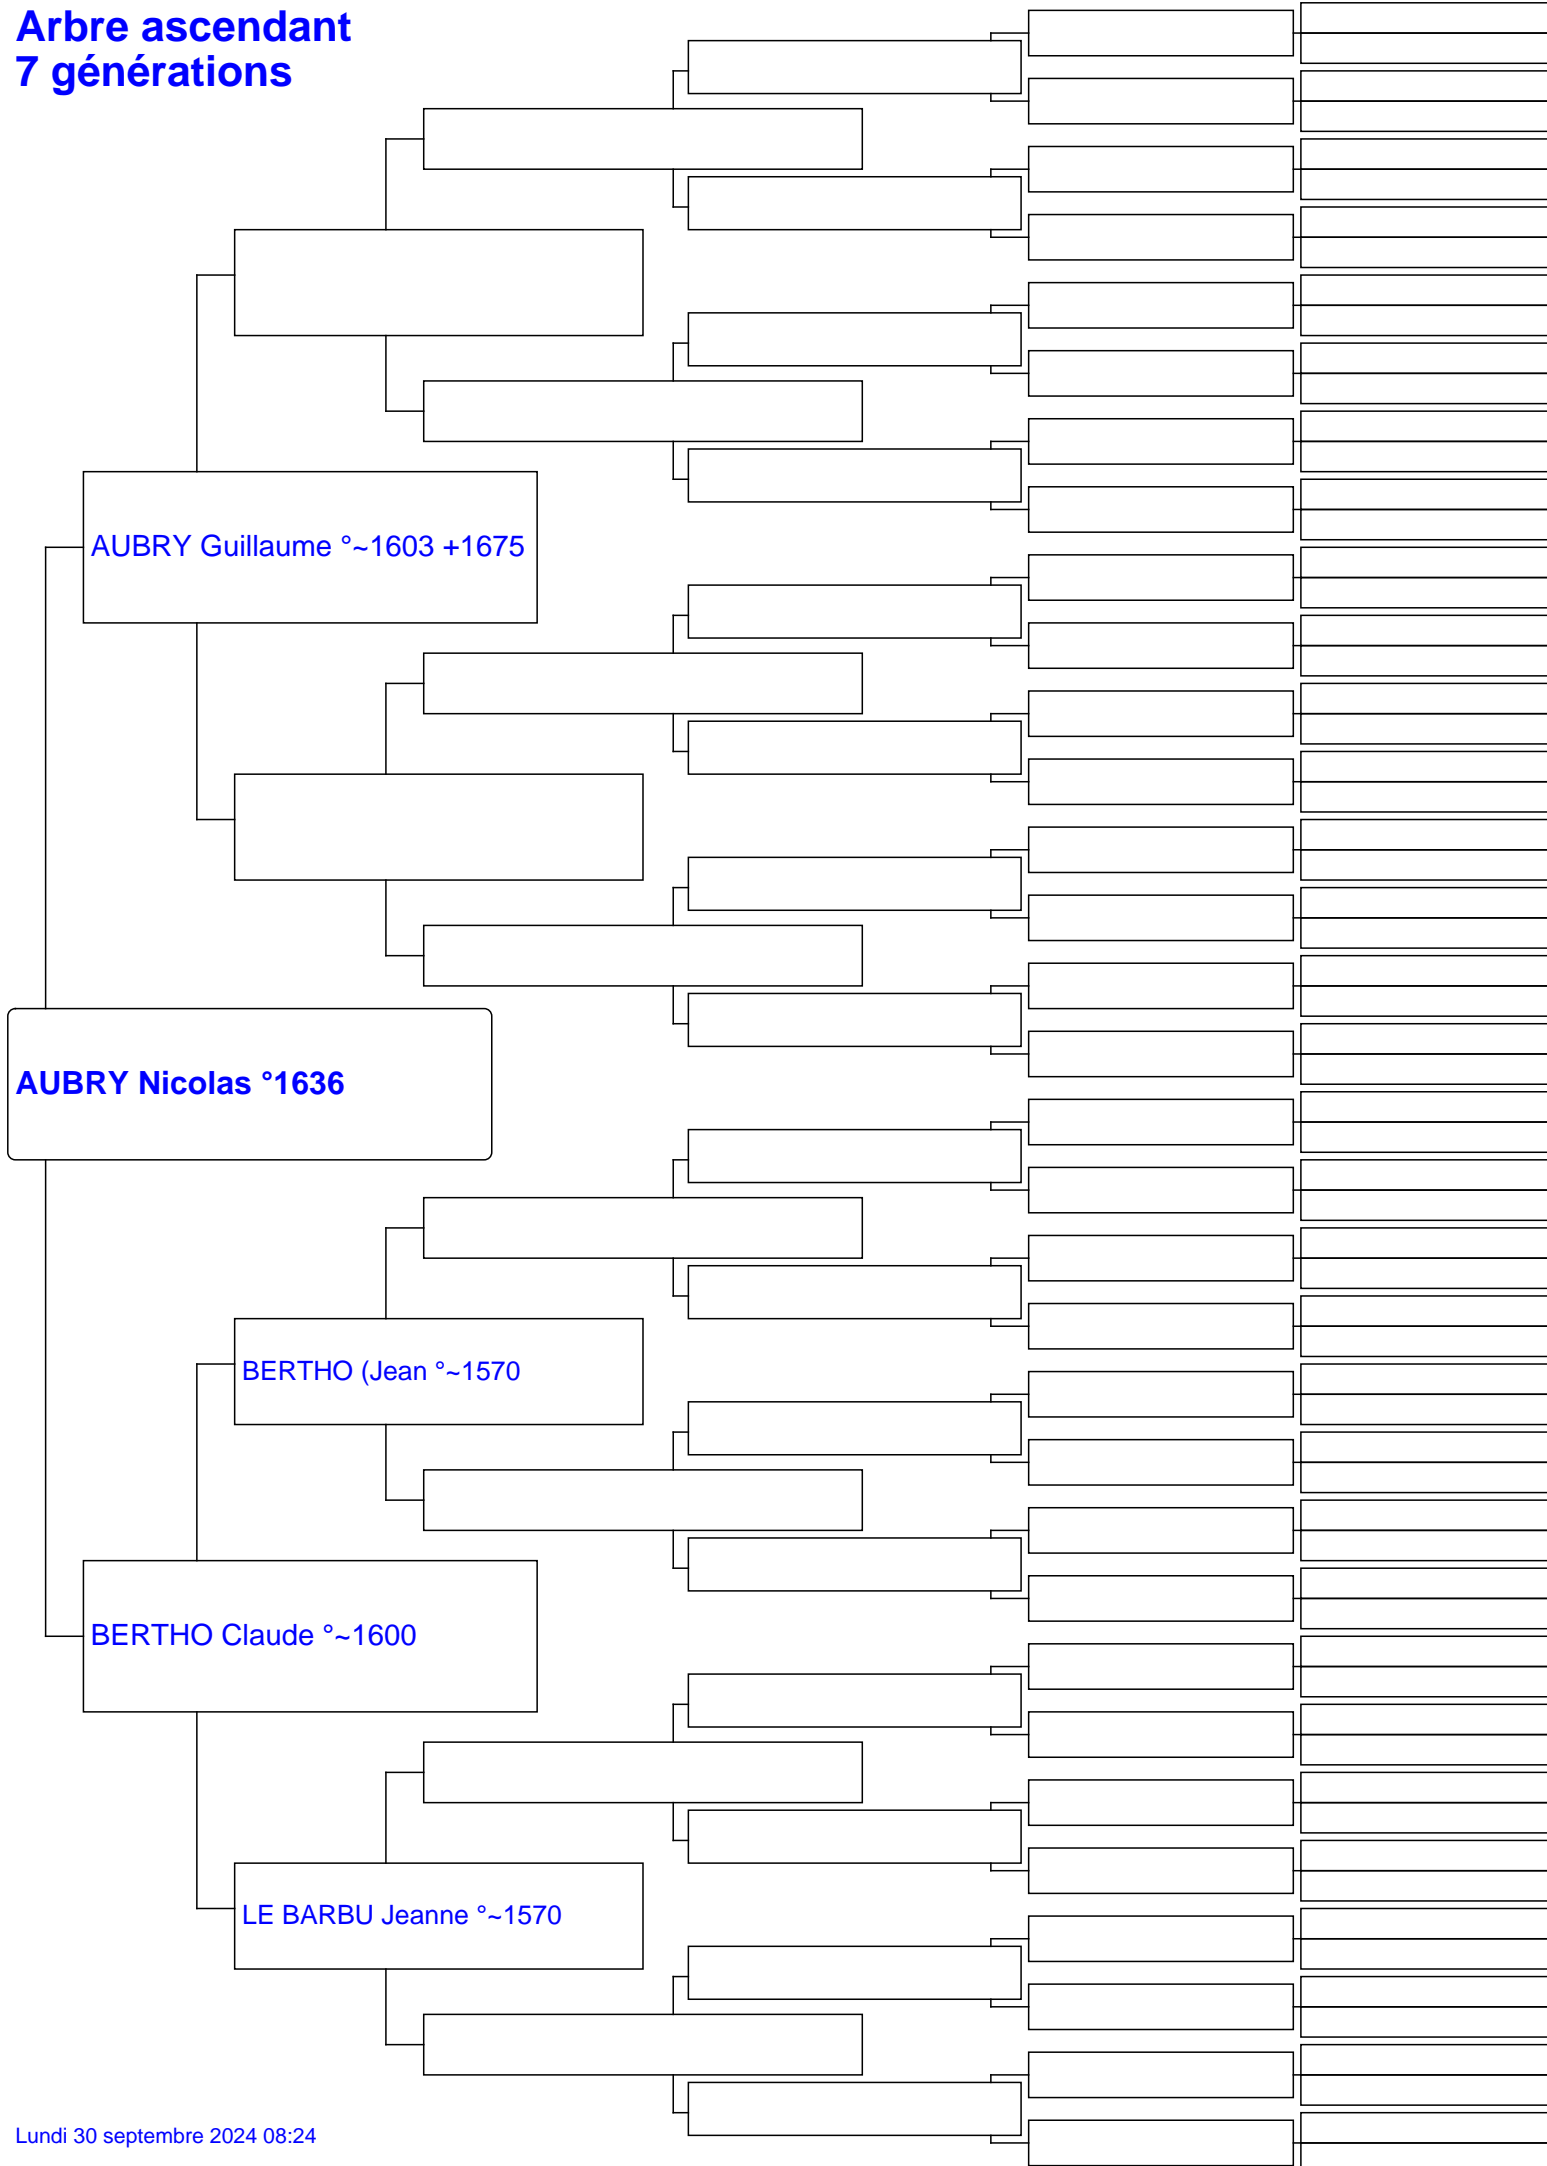 Arbre ascendant
7 générations
AUBRY Guillaume °~1603 +1675
AUBRY Nicolas °1636
BERTHO (Jean °~1570
BERTHO Claude °~1600
LE BARBU Jeanne °~1570
Lundi 30 septembre 2024 08:24